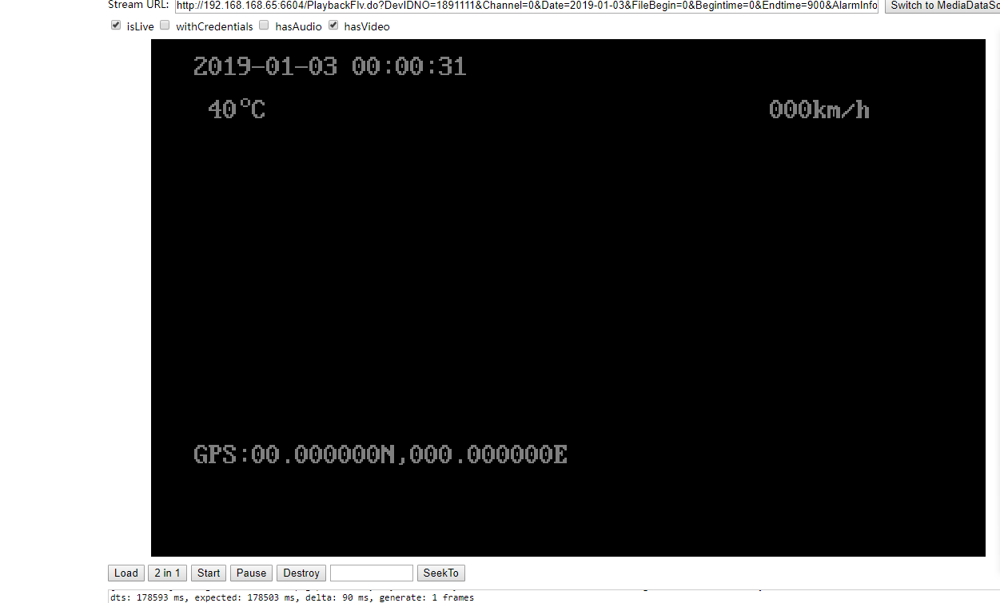 Stream URL: http://192.168.168.65:6604/PlaybackFlv.do?DevIDNO=1891111&Channel=0&Date=2019-01-03&FileBegin=0&Begintime=0&Endtime=900&AlarmInfo Switch to MediaDataSo
isLive withCredentials hasAudio hasVideo
2019-01-03 00:00:31
40°C 000km/h
GPS:00.000000N,000.000000E
Load 2 in 1 Start Pause Destroy SeekTo
dts: 178593 ms, expected: 178503 ms, delta: 90 ms, generate: 1 frames